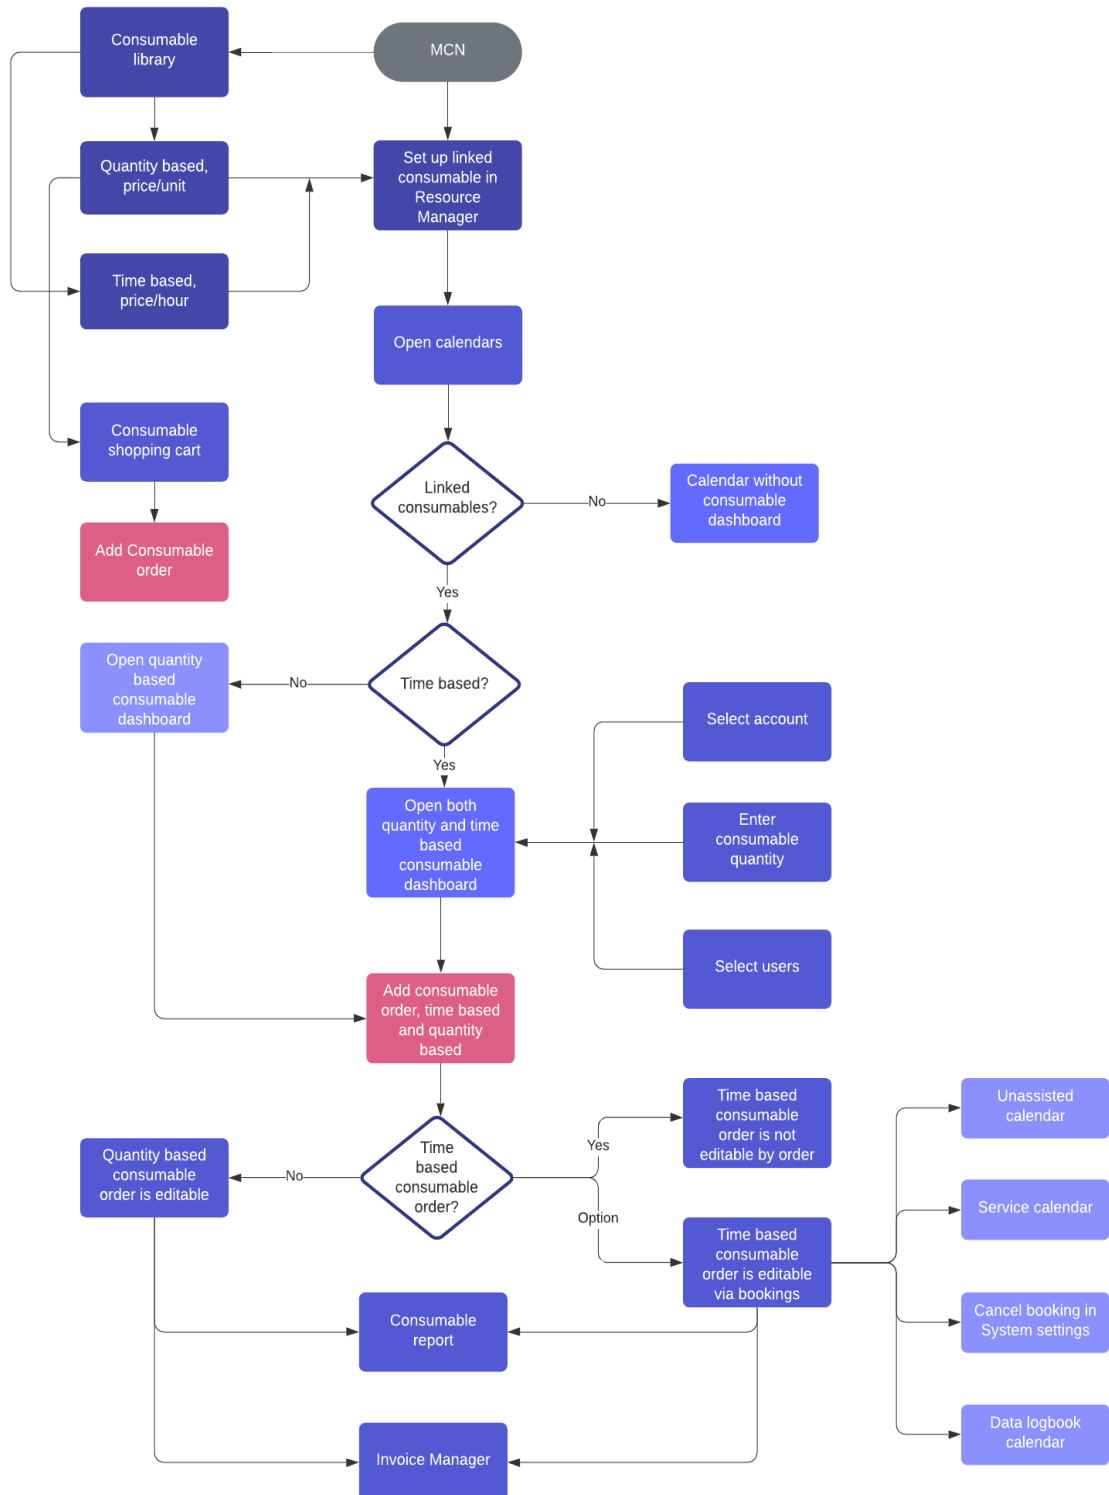 Consumable
library
MCN
Quantity based,
price/unit
Set up linked
consumable in
Resource
Manager
Time based,
price/hour
Open calendars
Consumable
shopping cart
Linked
consumables?
No
Calendar without
consumable
dashboard
Add Consumable
order
Yes
Open quantity
based
consumable
dashboard
No
Time based?
Select account
Yes
Open both
quantity and time
based
consumable
dashboard
Enter
consumable
quantity
Select users
Add consumable
order, time based
and quantity
based
Time based
consumable
order is not
editable by order
Unassisted
calendar
Quantity based
consumable
order is editable
No
Time
based
consumable
order?
Yes
Option
Service calendar
Time based
consumable
order is editable
via bookings
Consumable
report
Cancel booking in
System settings
Invoice Manager
Data logbook
calendar